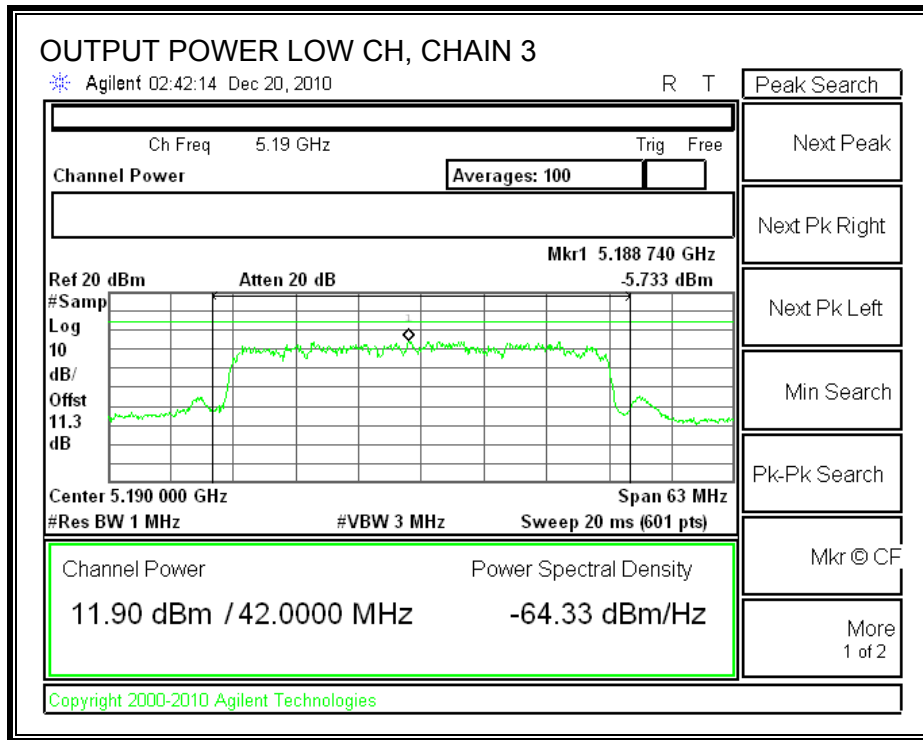 OUTPUT POWER LOW CH, CHAIN 3
Agilent 02:42:14 Dec 20, 2010 R T
Peak Search
Ch Freq 5.19 GHz Trig Free
Channel Power Averages: 100
Mkr1 5.188 740 GHz
Ref 20 dBm Atten 20 dB -5.733 dBm
#Samp
Log
10
dB/
Offst
11.3
dB
1
Center 5.190 000 GHz Span 63 MHz
#Res BW 1 MHz #VBW 3 MHz Sweep 20 ms (601 pts)
Channel Power Power Spectral Density
11.90 dBm / 42.0000 MHz -64.33 dBm/Hz
Next Peak
Next Pk Right
Next Pk Left
Min Search
Pk-Pk Search
Mkr © CF
More
1 of 2
Copyright 2000-2010 Agilent Technologies